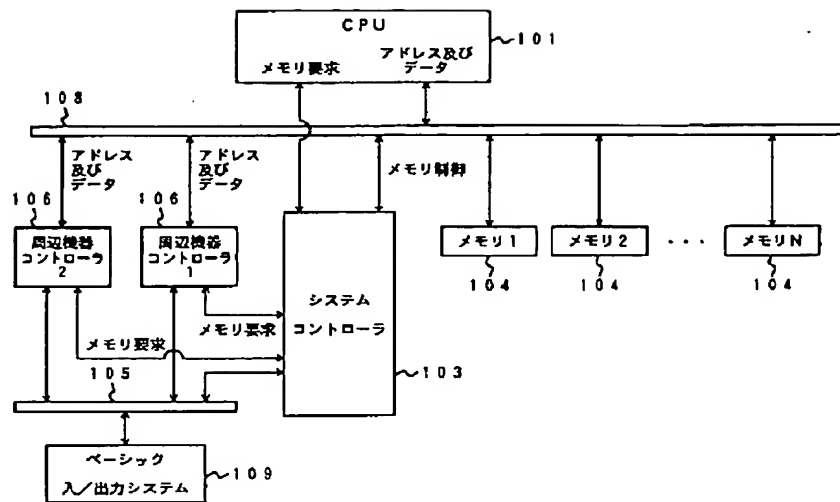 CPU
メモリ要求
アドレス及び
データ
101
108
アドレス
及び
データ
アドレス
及び
データ
メモリ制御
106
106
周辺機器
コントローラ
2
周辺機器
コントローラ
1
メモリ1
メモリ2
・・・
メモリN
104
104
104
システム
コントローラ
メモリ要求
メモリ要求
103
105
ベーシック
入/出力システム
109